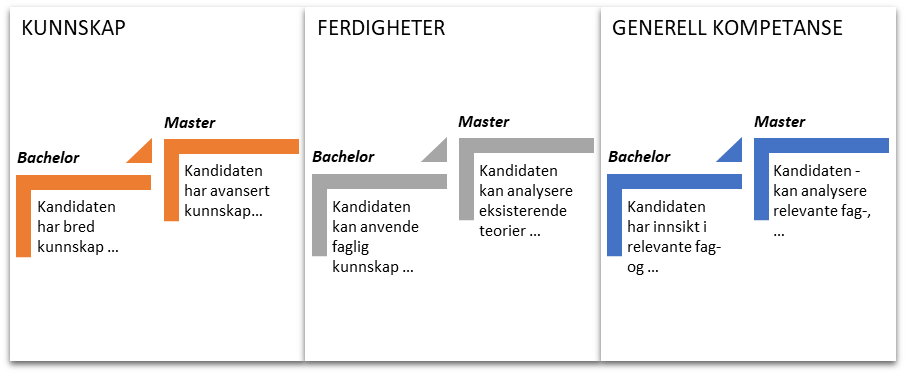 KUNNSKAP
Bachelor
Kandidaten
har bred
kunnskap ...
Master
Kandidaten
har avansert
kunnskap...
FERDIGHETER
Bachelor
Kandidaten
kan anvende
faglig
kunnskap ...
Master
Kandidaten
kan analysere
eksisterende
teorier ...
GENERELL KOMPETANSE
Bachelor
Kandidaten
har innsikt i
relevante fag-
og ...
Master
Kandidaten -
kan analysere
relevante fag-,
...